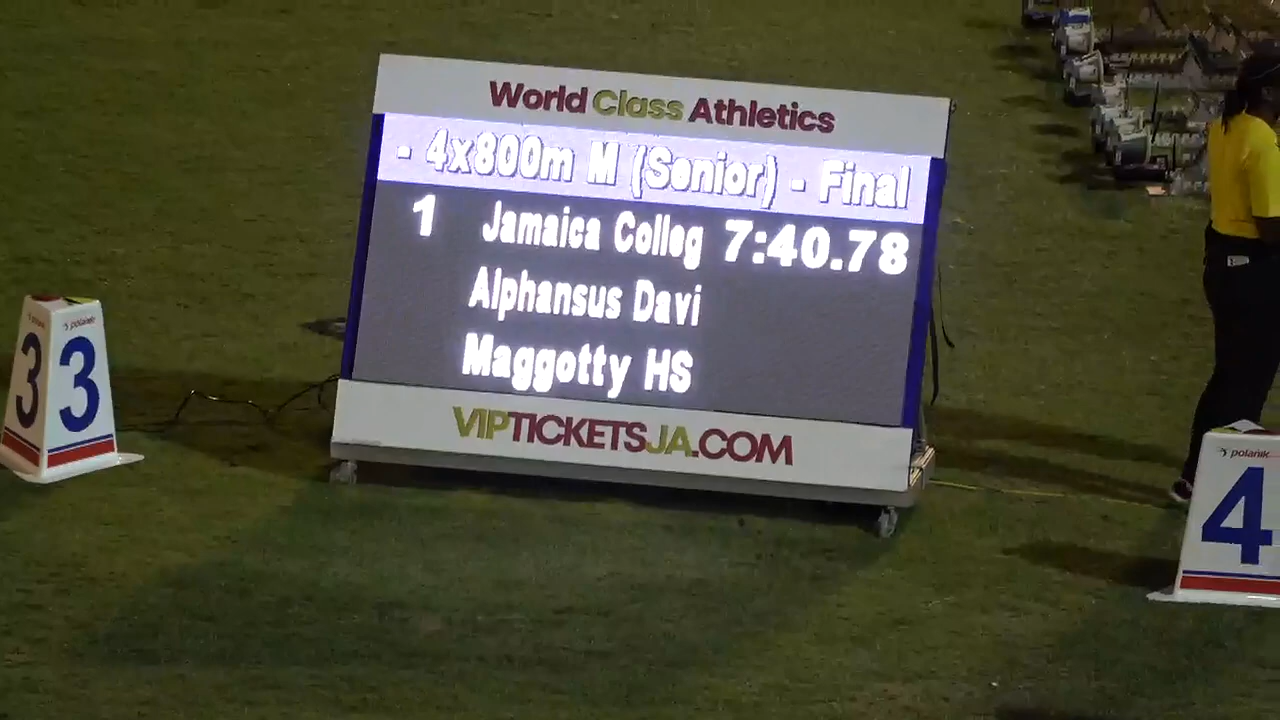 World Class Athletics
- 4x800m M (Senior) - Final
1 Jamaica Colleg 7:40.78
Alphansus Davi
Maggotty HS
VIPTICKETSJA.COM
polanik
3
3
polanik
4